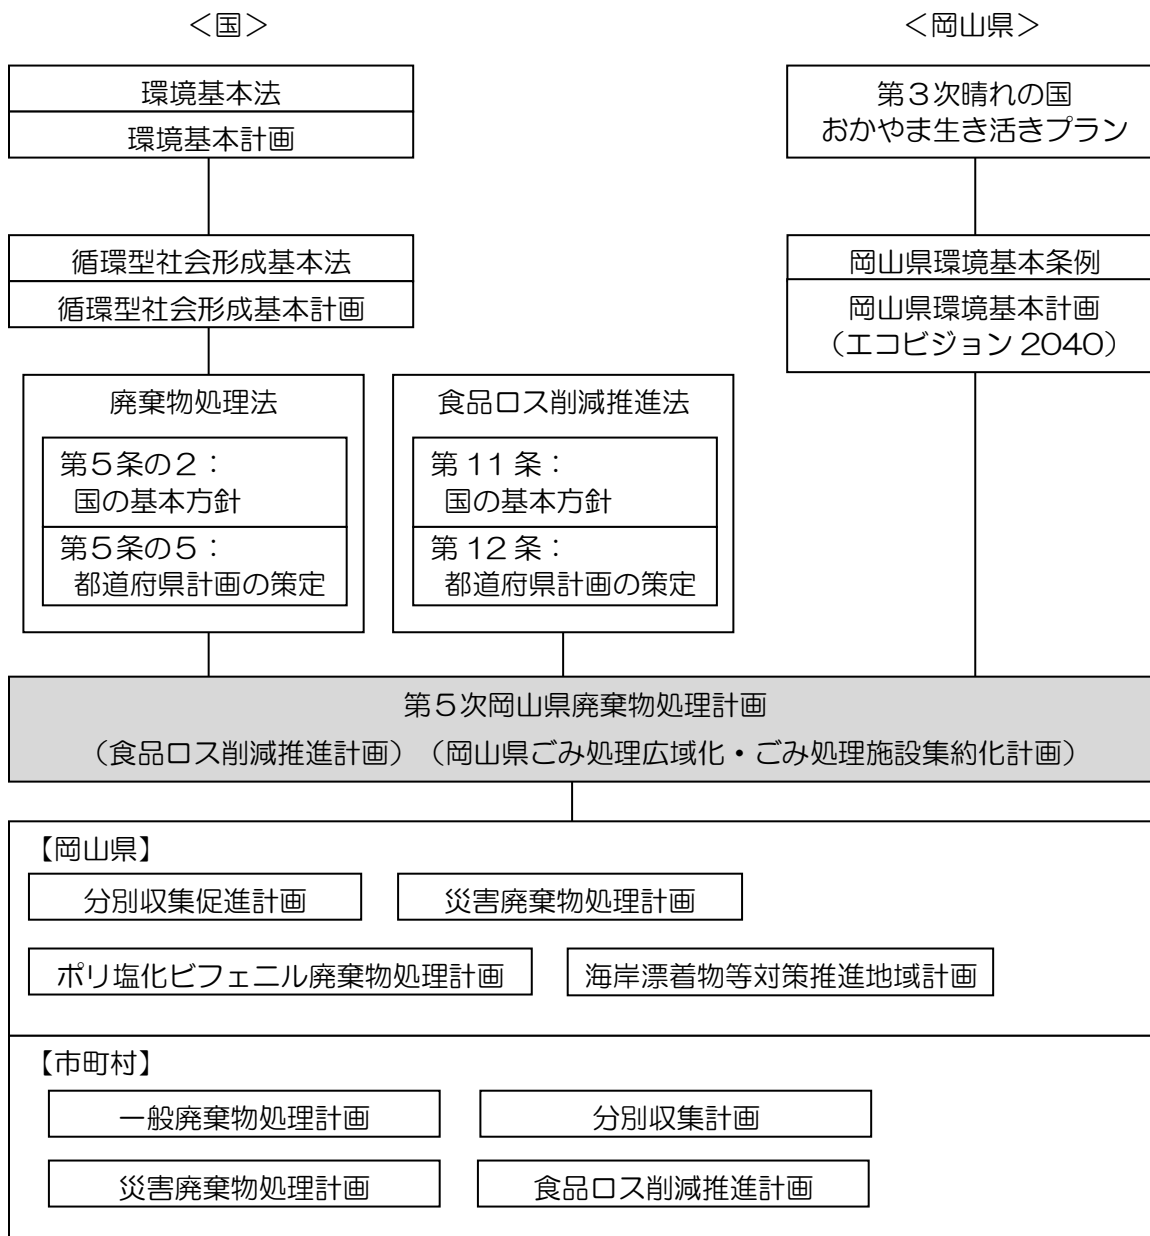 ＜国＞
環境基本法
環境基本計画
循環型社会形成基本法
循環型社会形成基本計画
廃棄物処理法
第５条の２：
国の基本方針
第５条の５：
都道府県計画の策定
食品ロス削減推進法
第 11 条：
国の基本方針
第 12 条：
都道府県計画の策定
＜岡山県＞
第３次晴れの国
おかやま生き活きプラン
岡山県環境基本条例
岡山県環境基本計画
（エコビジョン 2040）
第５次岡山県廃棄物処理計画
（食品ロス削減推進計画）（岡山県ごみ処理広域化・ごみ処理施設集約化計画）
【岡山県】
分別収集促進計画
災害廃棄物処理計画
ポリ塩化ビフェニル廃棄物処理計画
海岸漂着物等対策推進地域計画
【市町村】
一般廃棄物処理計画
分別収集計画
災害廃棄物処理計画
食品ロス削減推進計画